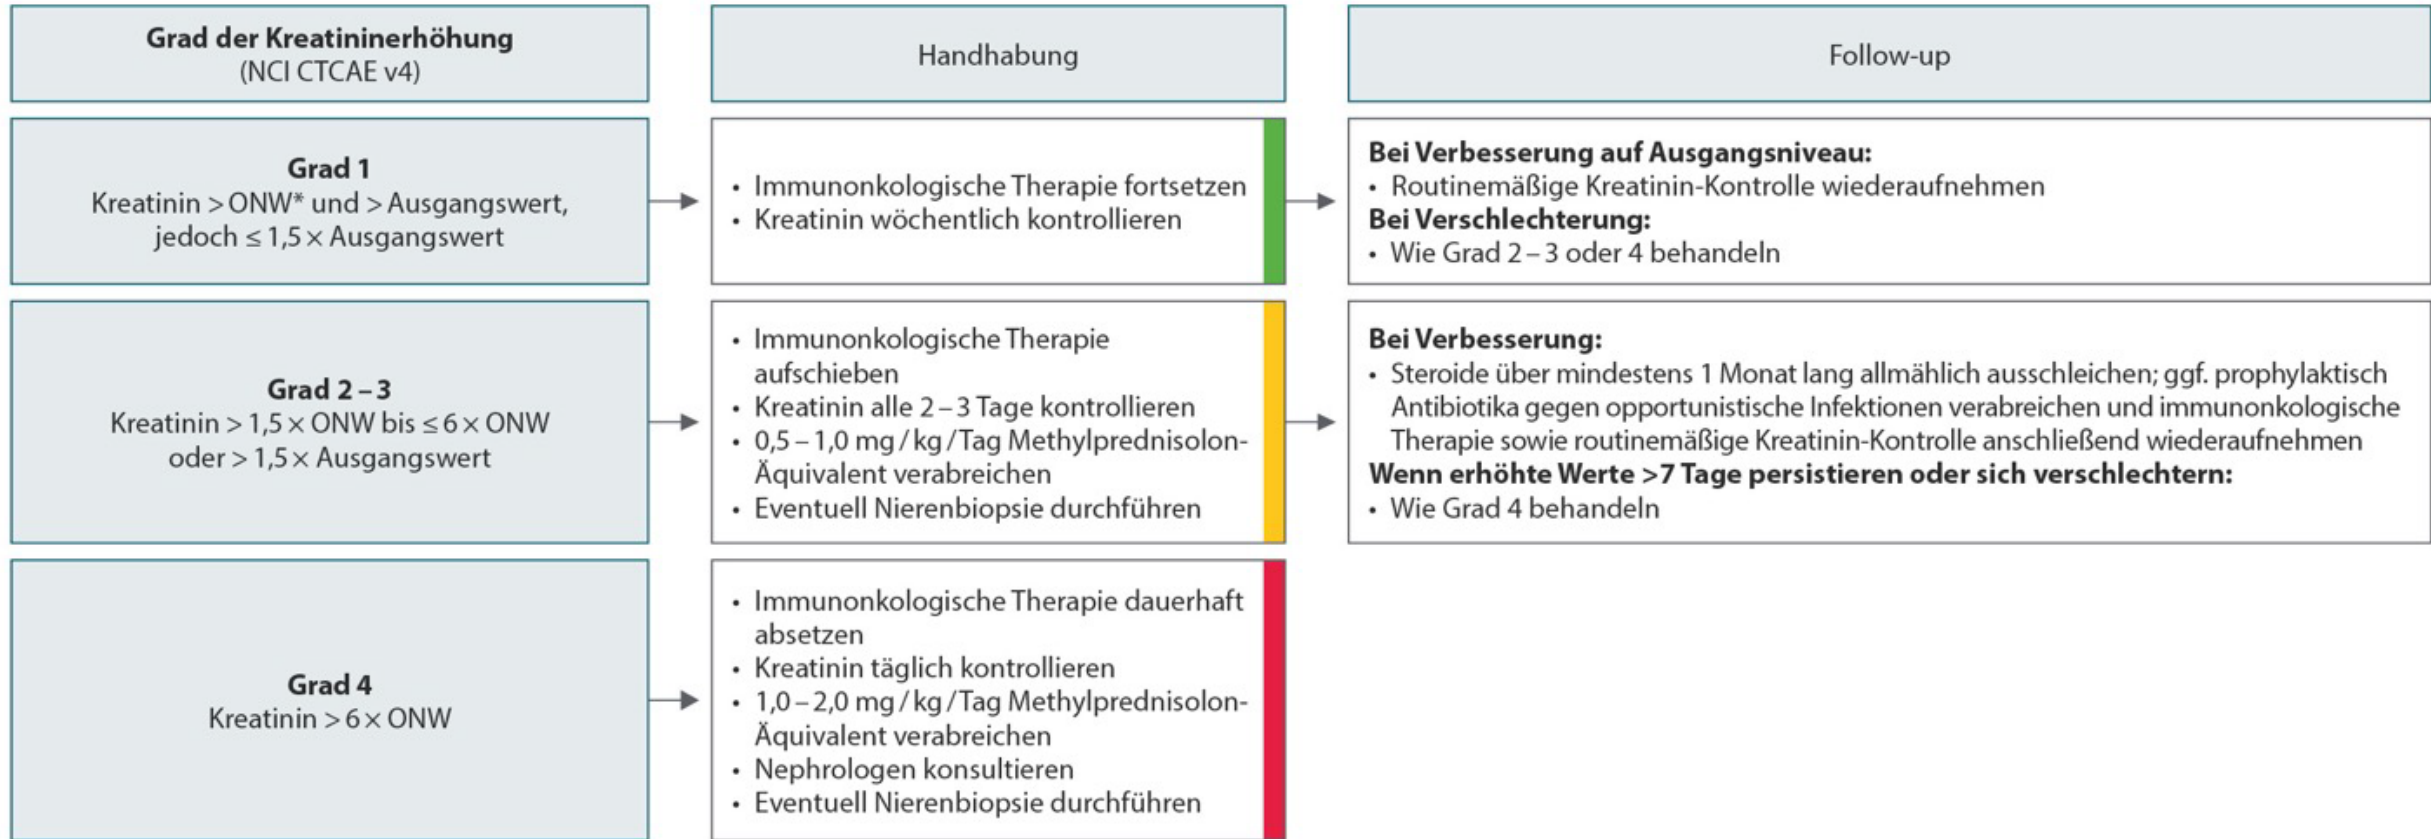 Grad der Kreatininerhöhung
(NCI CTCAE v4)
Handhabung
Follow-up
Grad 1
Kreatinin > ONW* und > Ausgangswert,
jedoch ≤ 1,5 × Ausgangswert
• Immunonkologische Therapie fortsetzen
• Kreatinin wöchentlich kontrollieren
Bei Verbesserung auf Ausgangsniveau:
• Routinemäßige Kreatinin-Kontrolle wiederaufnehmen
Bei Verschlechterung:
• Wie Grad 2 – 3 oder 4 behandeln
Grad 2 – 3
Kreatinin > 1,5 × ONW bis ≤ 6 × ONW
oder > 1,5 × Ausgangswert
• Immunonkologische Therapie
aufschieben
• Kreatinin alle 2 – 3 Tage kontrollieren
• 0,5 – 1,0 mg / kg / Tag Methylprednisolon-
Äquivalent verabreichen
• Eventuell Nierenbiopsie durchführen
Bei Verbesserung:
• Steroide über mindestens 1 Monat lang allmählich ausschleichen; ggf. prophylaktisch
Antibiotika gegen opportunistische Infektionen verabreichen und immunonkologische
Therapie sowie routinemäßige Kreatinin-Kontrolle anschließend wiederaufnehmen
Wenn erhöhte Werte >7 Tage persistieren oder sich verschlechtern:
• Wie Grad 4 behandeln
Grad 4
Kreatinin > 6 × ONW
• Immunonkologische Therapie dauerhaft
absetzen
• Kreatinin täglich kontrollieren
• 1,0 – 2,0 mg / kg / Tag Methylprednisolon-
Äquivalent verabreichen
• Nephrologen konsultieren
• Eventuell Nierenbiopsie durchführen